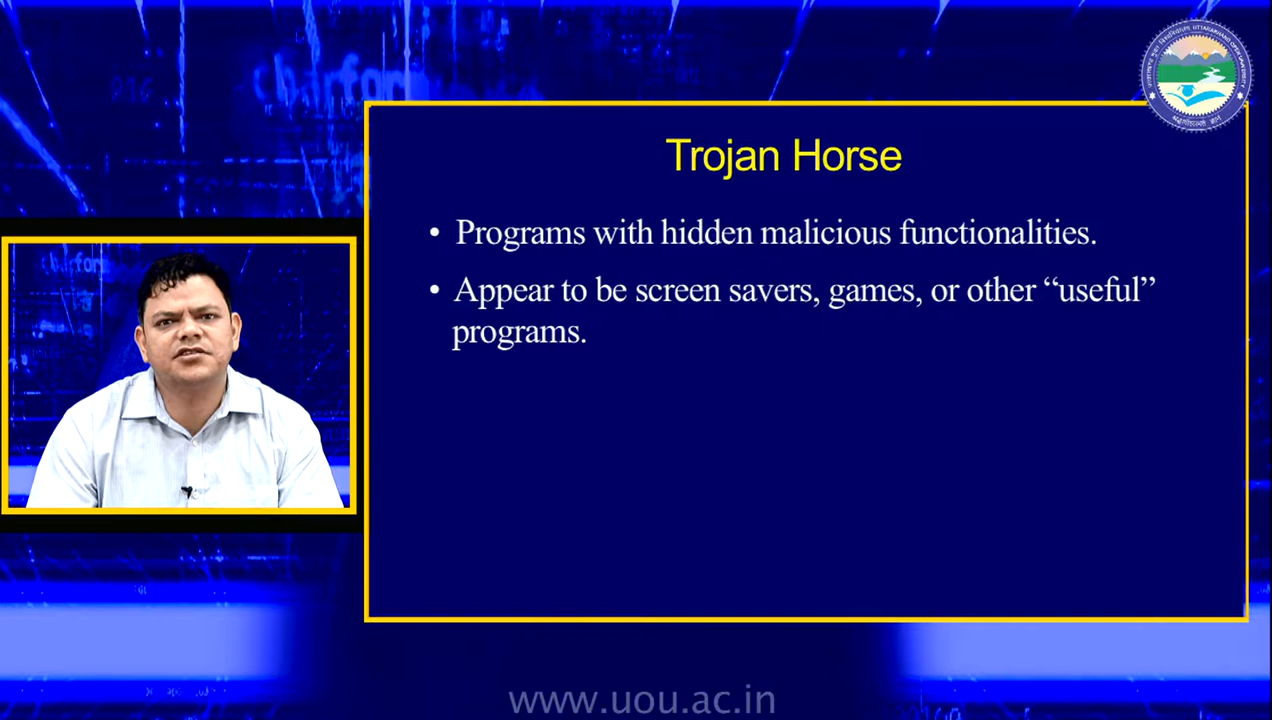 Trojan Horse
• Programs with hidden malicious functionalities.
• Appear to be screen savers, games, or other “useful”
programs.
www.uou.ac.in